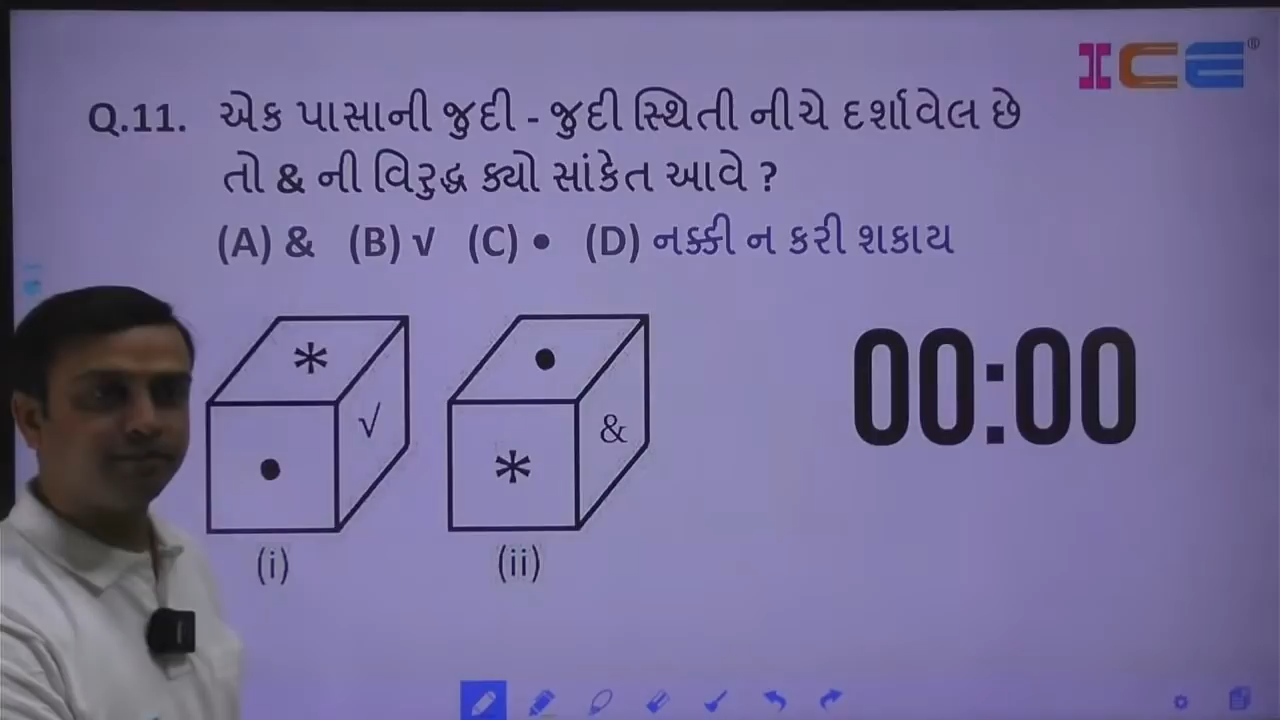 ICE®
Q.11. એક પાસાની જુદી - જુદી સ્થિતી નીચે દર્શાવેલ છે
તો & ની વિરુદ્ધ ક્યો સાંકેત આવે ?
(A) & (B) √ (C) • (D) નક્કી ન કરી શકાય
* √ •
• & *
(i) (ii)
00:00